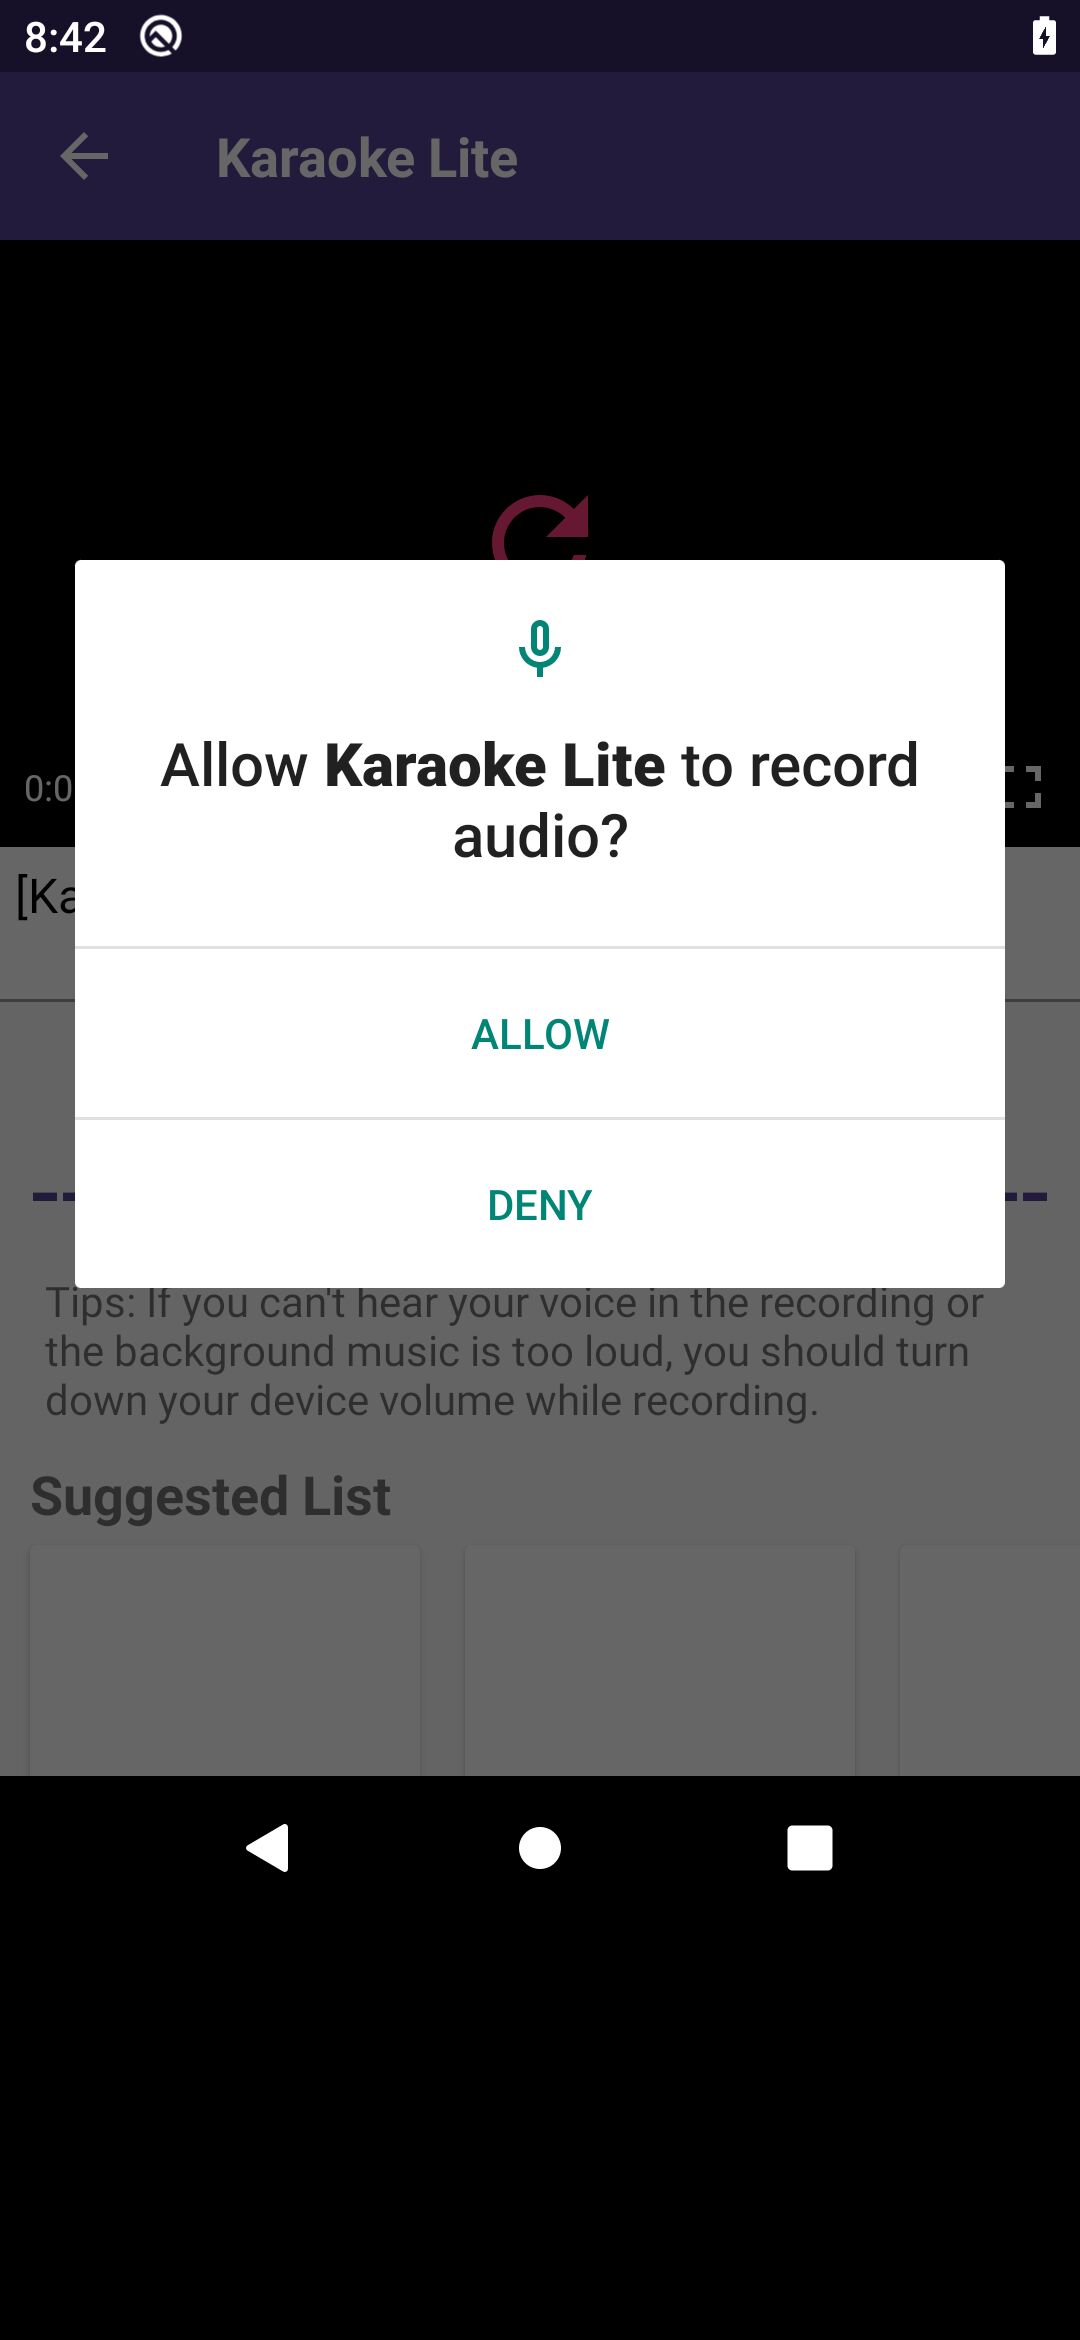 8:42
Karaoke Lite
Allow Karaoke Lite to record
audio?
0:0
[Ka
ALLOW
DENY
Tips: If you can't hear your voice in the recording or
the background music is too loud, you should turn
down your device volume while recording.
Suggested List